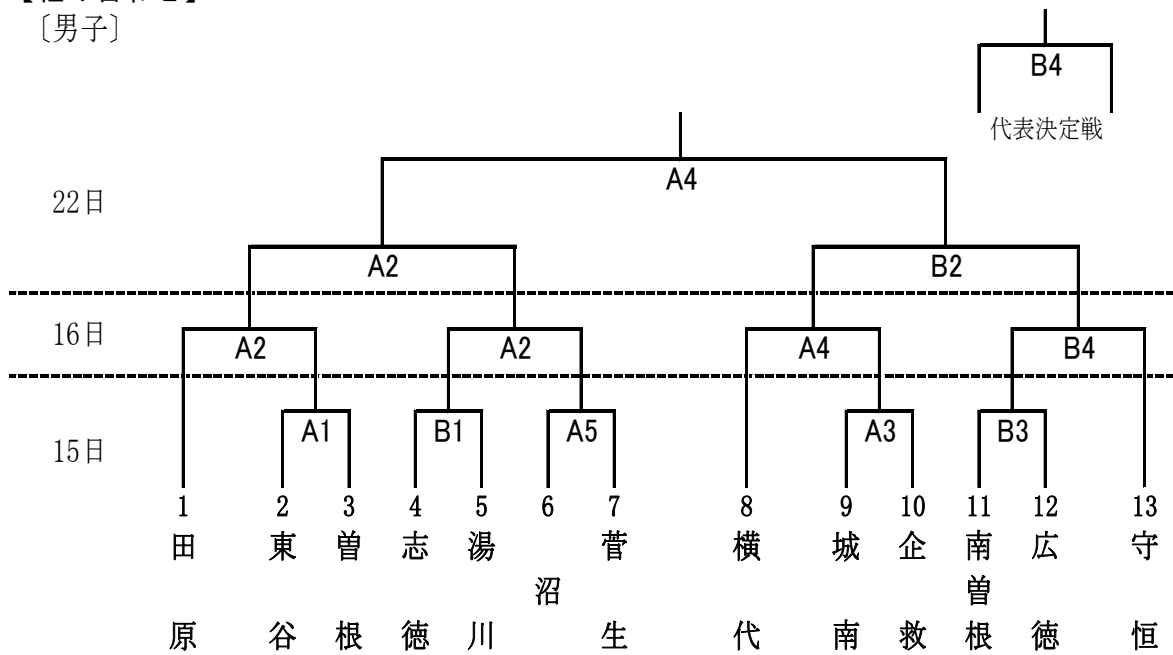 〔男子〕
B4
代表決定戦
A4
22日
A2 B2
16日
A2 A2 A4 B4
15日
A1 B1 A5 A3 B3
1 2 3 4 5 6 7 8 9 10 11 12 13
田原
東谷
曽根
志徳
湯川
沼
菅生
横代
城南
企救
南曽根
広徳
守恒